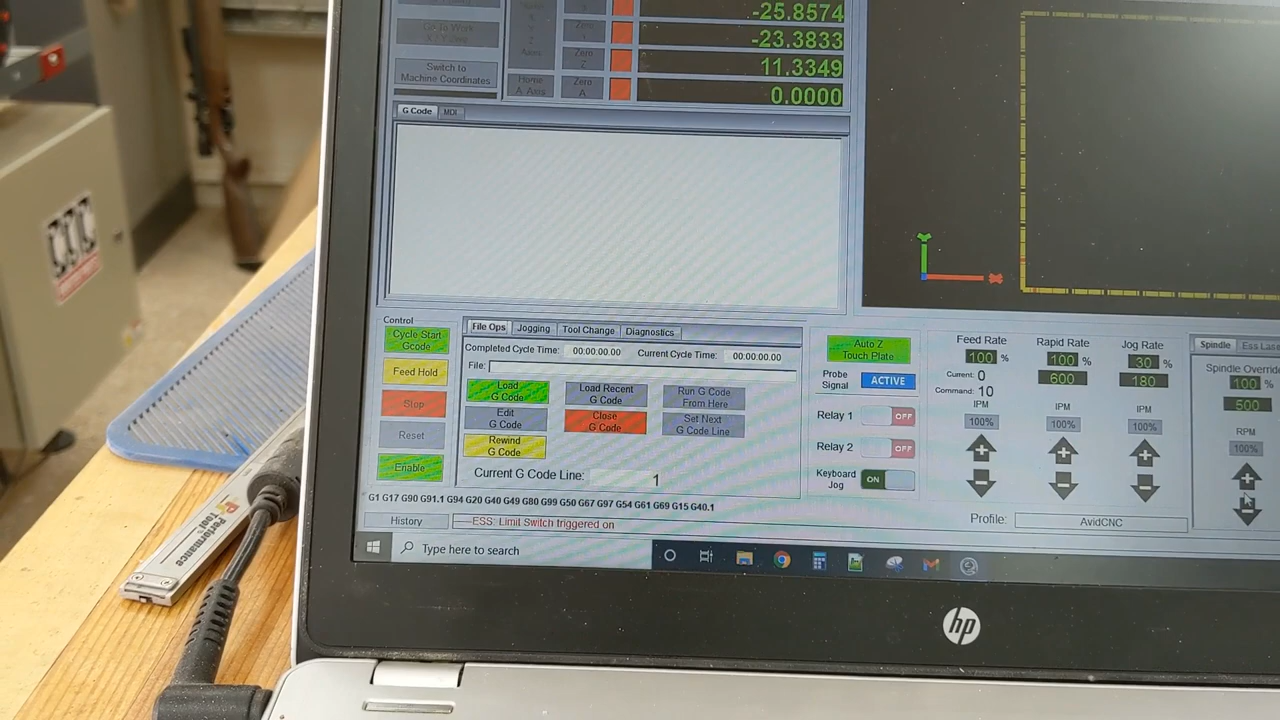 -25.8574
-23.3833
Switch to
Machine Coordinates
Zero
Z
11.3349
Home
A Axis
Zero
A
0.0000
G Code
MDI
Control
Cycle Start
Gcode
Feed Hold
Stop
Reset
Enable
File Ops
Jogging
Tool Change
Diagnostics
Completed Cycle Time:
00:00:00.00
Current Cycle Time:
00:00:00.00
File:
Load
G Code
Load Recent
G Code
Run G Code
From Here
Edit
G Code
Close
G Code
Set Next
G Code Line
Rewind
G Code
Current G Code Line:
1
Auto Z
Touch Plate
Probe
Signal
ACTIVE
Relay 1
OFF
Relay 2
OFF
Keyboard
Jog
ON
Feed Rate
100 %
Current: 0
Command: 10
IPM
100%
Rapid Rate
100 %
600
IPM
100%
Jog Rate
30 %
180
IPM
100%
Spindle
Ess Las
Spindle Overrid
100 %
500
RPM
100%
G1 G17 G90 G91.1 G94 G20 G40 G49 G80 G99 G50 G67 G97 G54 G61 G69 G15 G40.1
Profile:
AvidCNC
History
ESS: Limit Switch triggered on
Type here to search
Performance
Tool
hp